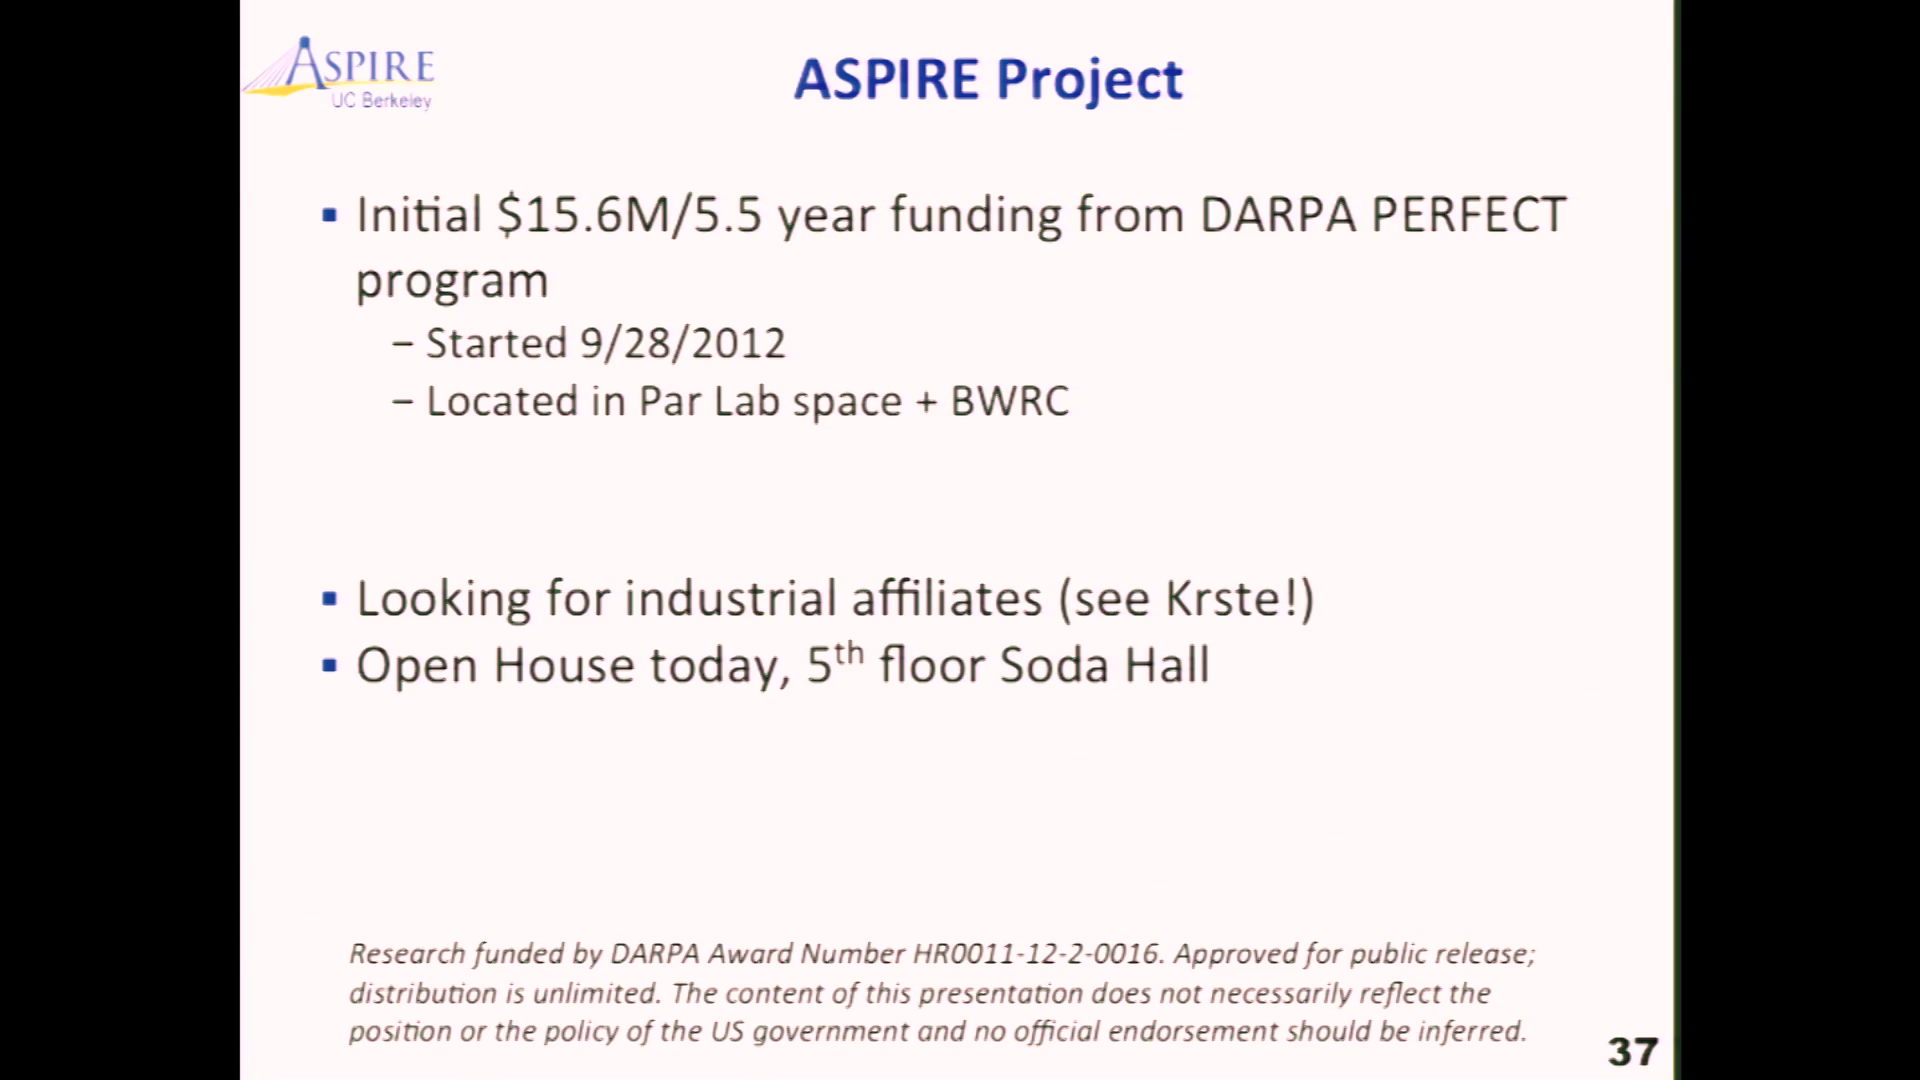 ASPIRE
UC Berkeley
ASPIRE Project
▪ Initial $15.6M/5.5 year funding from DARPA PERFECT
program
– Started 9/28/2012
– Located in Par Lab space + BWRC
▪ Looking for industrial affiliates (see Krste!)
▪ Open House today, 5th floor Soda Hall
Research funded by DARPA Award Number HR0011-12-2-0016. Approved for public release;
distribution is unlimited. The content of this presentation does not necessarily reflect the
position or the policy of the US government and no official endorsement should be inferred.
37